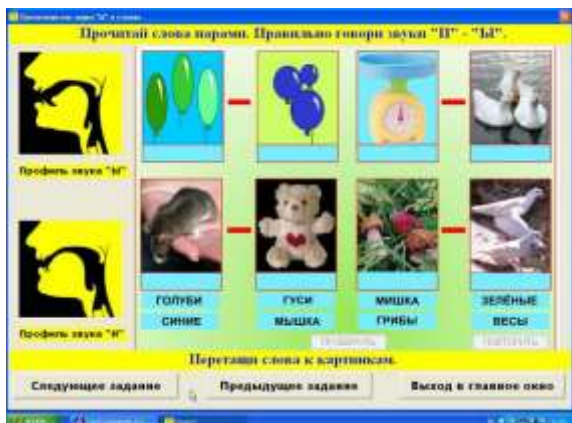 Прочитай слова парами. Правильно говори звуки "И" - "Ы".
Профиль звука "Ы"
Профиль звука "И"
ГОЛУБИ ГУСИ МИШКА ЗЕЛЁНЫЕ
СИНИЕ МЫШКА ГРИБЫ ВЕСЫ
Перетащи слова к картинкам.
Следующее задание Предыдущее задание Выход в главное окно